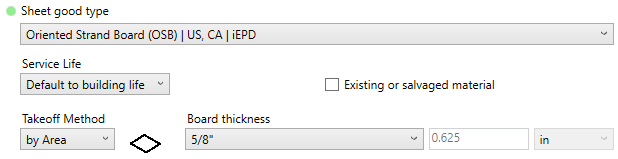 Sheet good type
Oriented Strand Board (OSB) | US, CA | iEPD
Service Life
Default to building life
Existing or salvaged material
Takeoff Method
Board thickness
by Area
5/8"
0.625
in